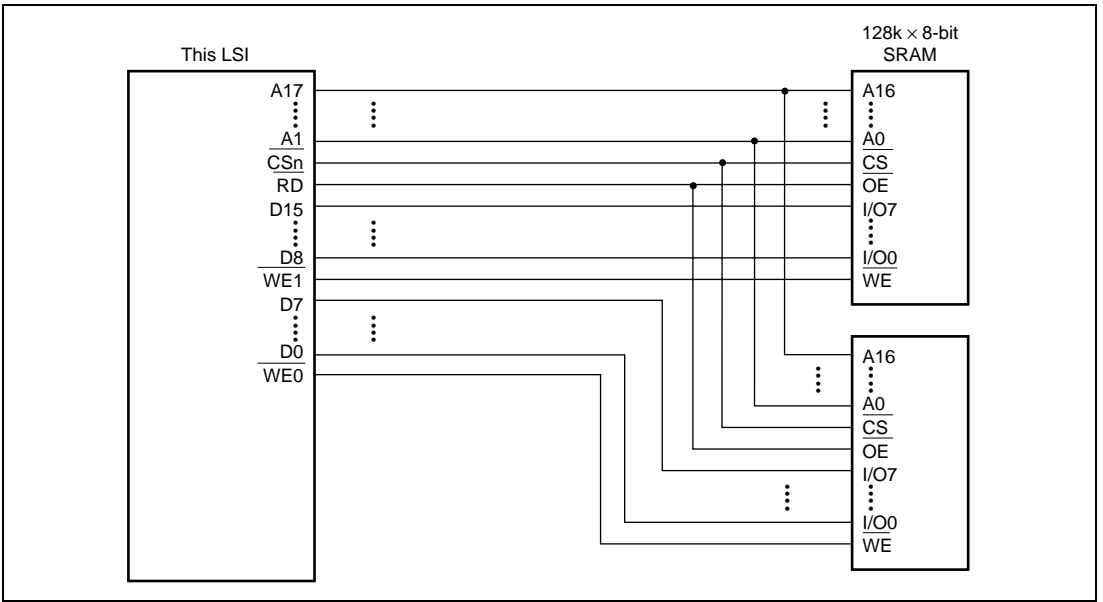 This LSI
A17
A1
CSn
RD
D15
D8
WE1
D7
D0
WE0
128k × 8-bit
SRAM
A16
A0
CS
OE
I/O7
I/O0
WE
A16
A0
CS
OE
I/O7
I/O0
WE